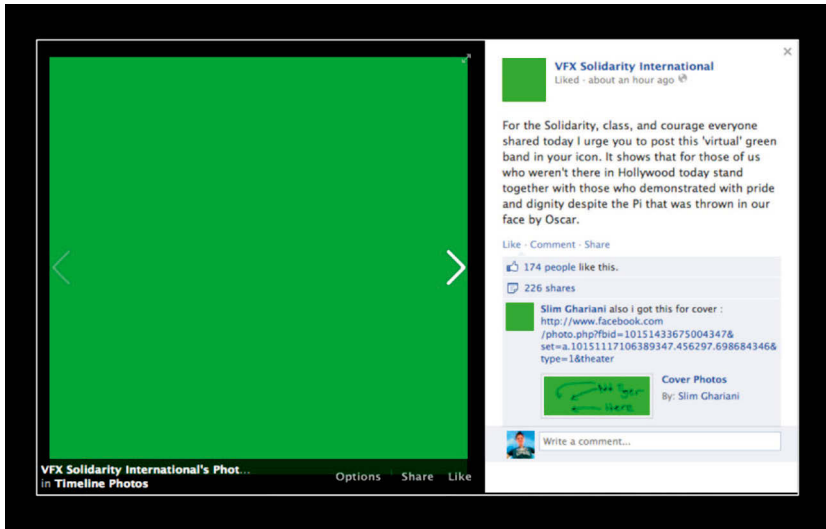 VFX Solidarity International
Liked · about an hour ago
For the Solidarity, class, and courage everyone
shared today I urge you to post this 'virtual' green
band in your icon. It shows that for those of us
who weren't there in Hollywood today stand
together with those who demonstrated with pride
and dignity despite the Pi that was thrown in our
face by Oscar.
Like · Comment · Share
174 people like this.
226 shares
Slim Ghariani also i got this for cover :
http://www.facebook.com
/photo.php?fbid=10151433675004347&
set=a.10151117106389347.456297.698684346&
type=1&theater
Cover Photos
By: Slim Ghariani
Here
Write a comment...
VFX Solidarity International's Phot...
in Timeline Photos
Options Share Like